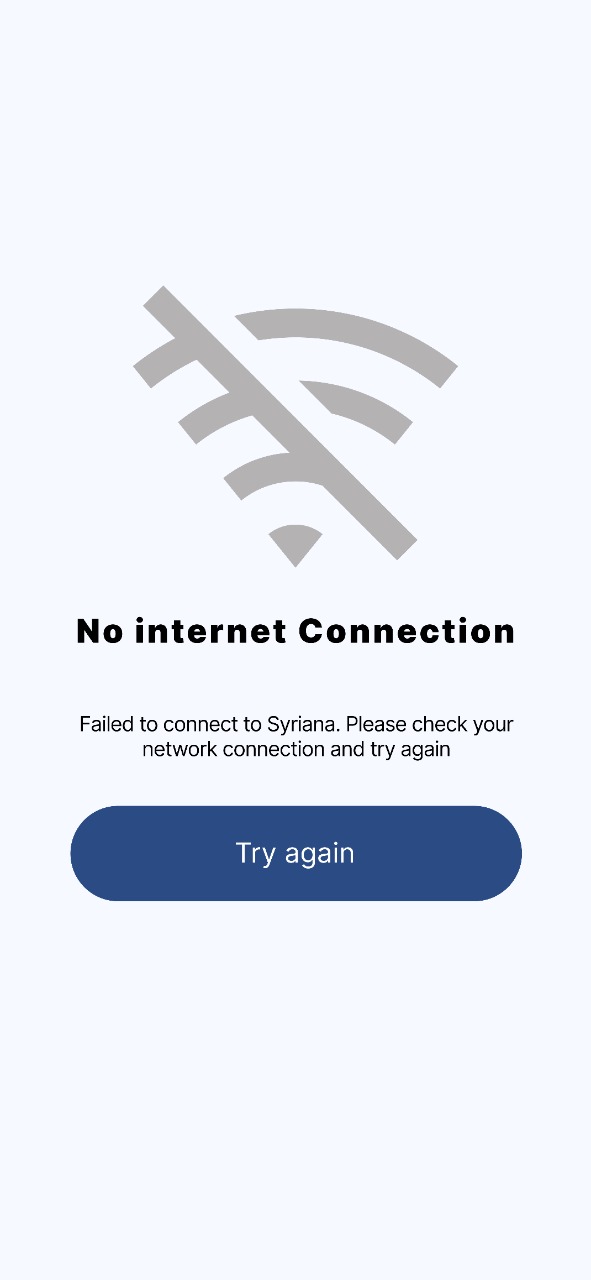 No internet Connection
Failed to connect to Syriana. Please check your
network connection and try again
Try again